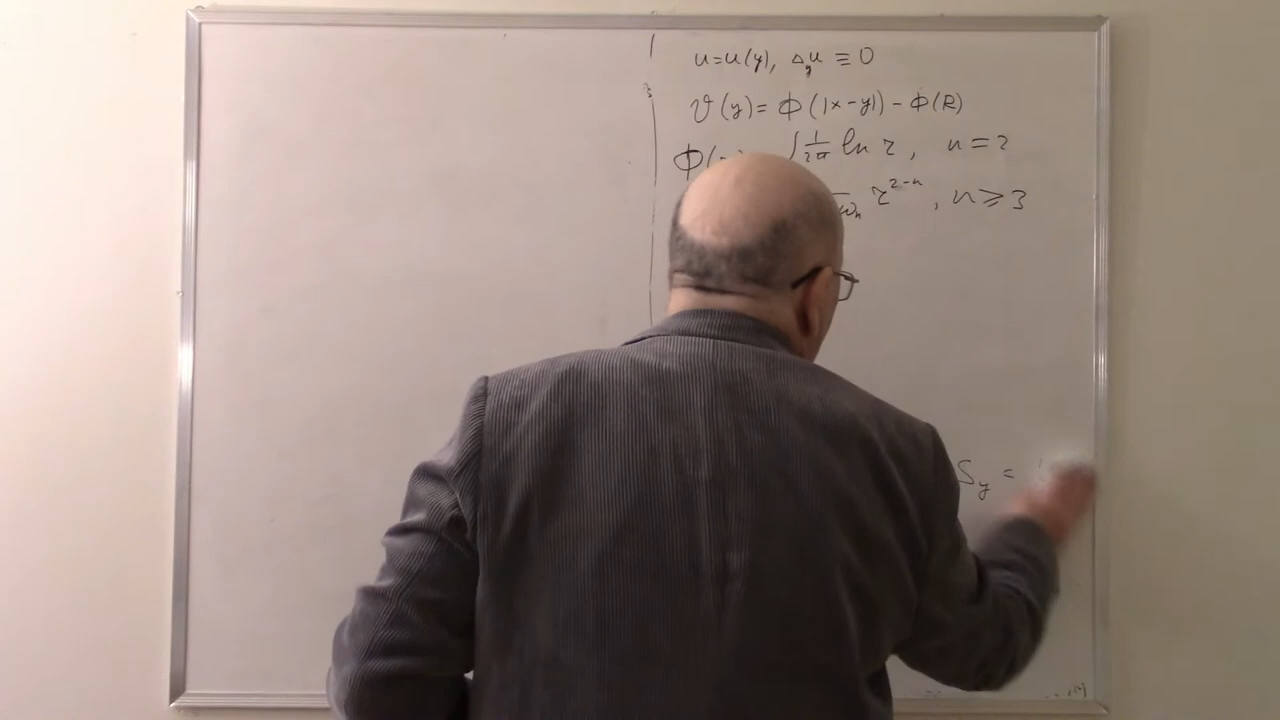 u=u(y), Δ_y u ≡ 0
ϑ(y) = Φ(|x-y|) - Φ(R)
Φ( 1/2π ln r, n=2
ω_n r^{2-n}, n≥3
S_y =